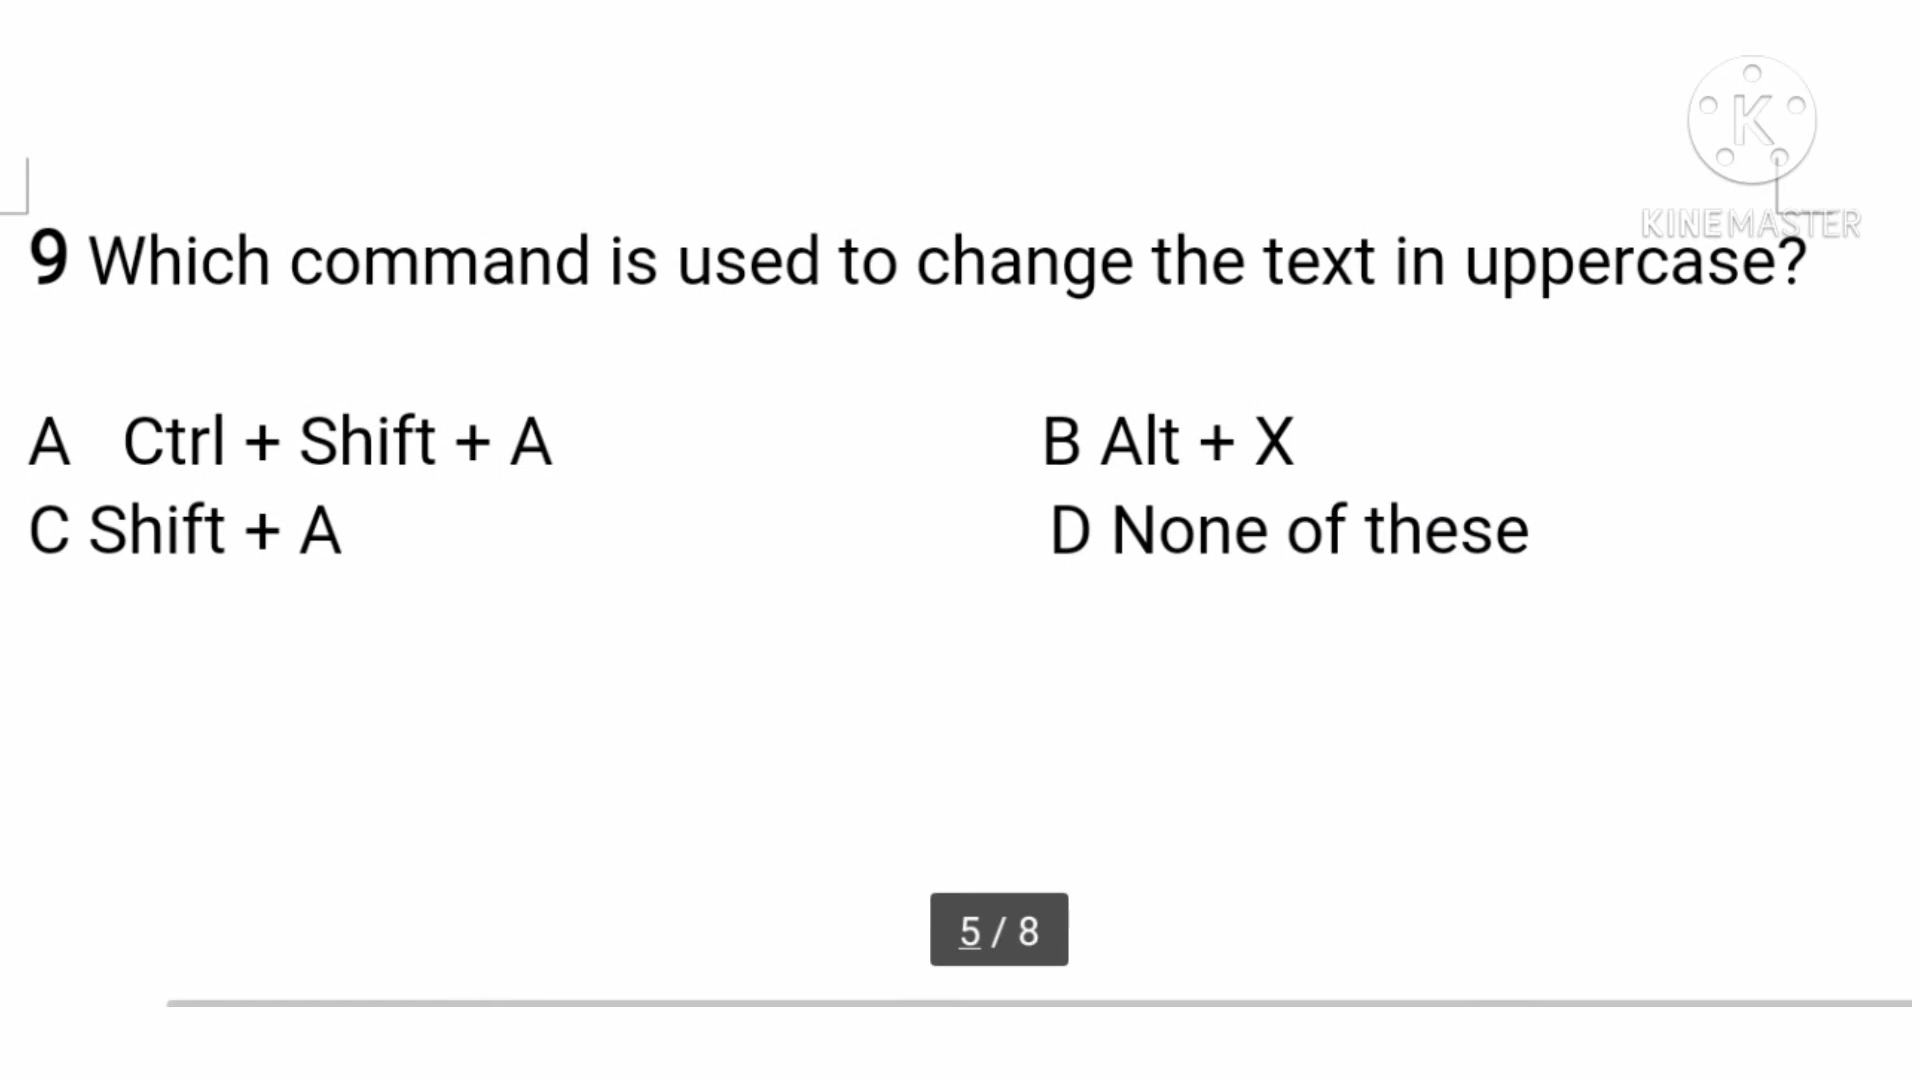 K
KINEMASTER
9 Which command is used to change the text in uppercase?
A Ctrl + Shift + A B Alt + X
C Shift + A D None of these
5 / 8